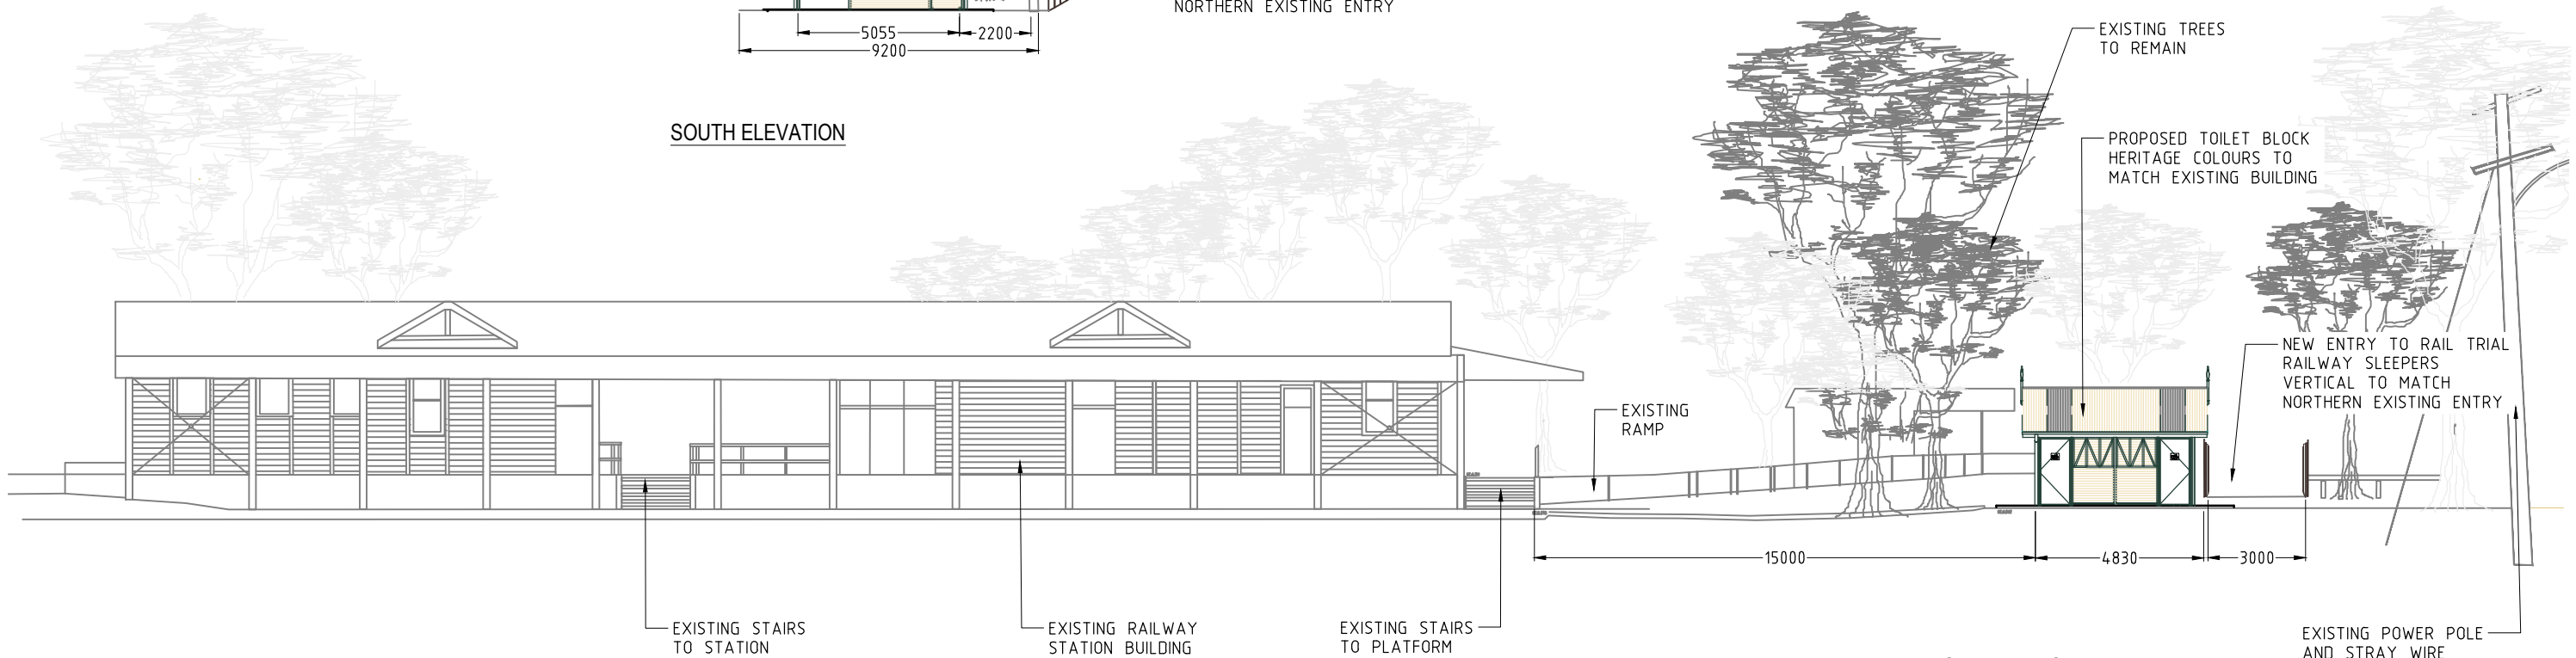 NORTHERN EXISTING ENTRY
5055
2200
9200
SOUTH ELEVATION
EXISTING TREES
TO REMAIN
PROPOSED TOILET BLOCK
HERITAGE COLOURS TO
MATCH EXISTING BUILDING
NEW ENTRY TO RAIL TRIAL
RAILWAY SLEEPERS
VERTICAL TO MATCH
NORTHERN EXISTING ENTRY
EXISTING
RAMP
15000
4830
3000
EXISTING STAIRS
TO STATION
EXISTING RAILWAY
STATION BUILDING
EXISTING STAIRS
TO PLATFORM
EXISTING POWER POLE
AND STRAY WIRE